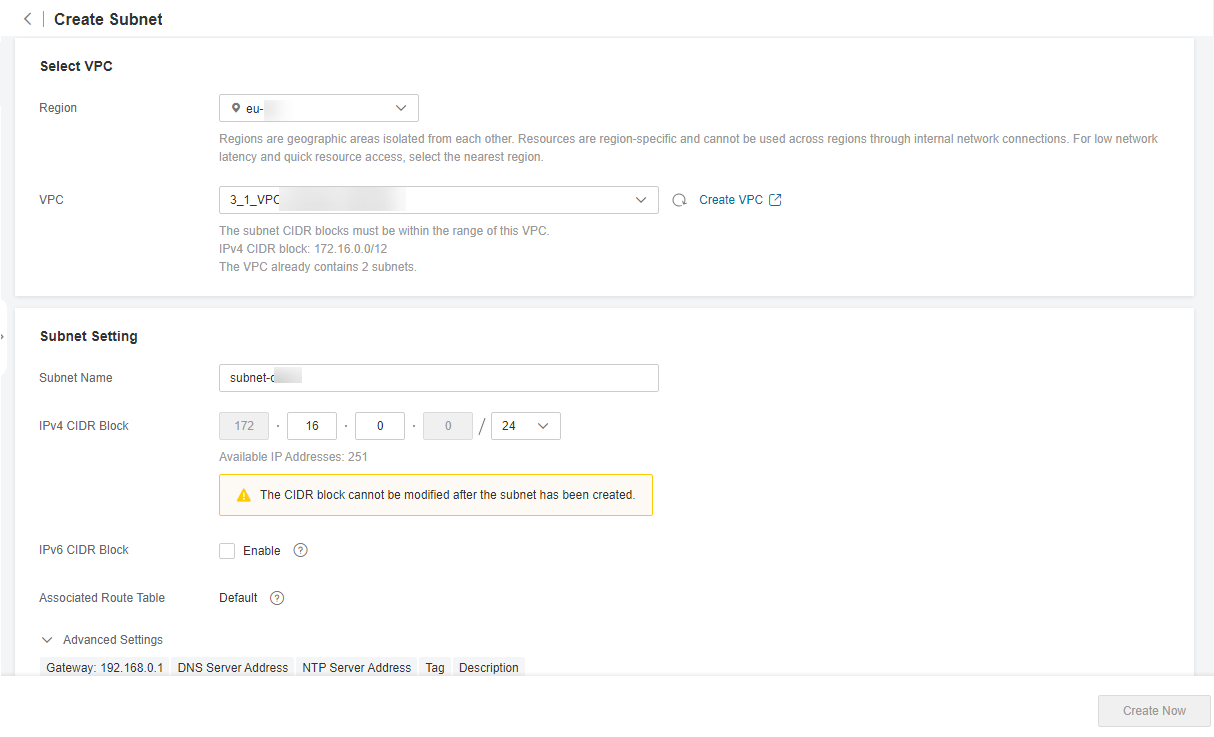 Create Subnet
Select VPC
Region
eu-
Regions are geographic areas isolated from each other. Resources are region-specific and cannot be used across regions through internal network connections. For low network
latency and quick resource access, select the nearest region.
VPC
3_1_VPC
Create VPC
The subnet CIDR blocks must be within the range of this VPC.
IPv4 CIDR block: 172.16.0.0/12
The VPC already contains 2 subnets.
Subnet Setting
Subnet Name
subnet-
IPv4 CIDR Block
172 . 16 . 0 . 0 / 24
Available IP Addresses: 251
The CIDR block cannot be modified after the subnet has been created.
IPv6 CIDR Block
Enable ?
Associated Route Table
Default ?
Advanced Settings
Gateway: 192.168.0.1 DNS Server Address NTP Server Address Tag Description
Create Now